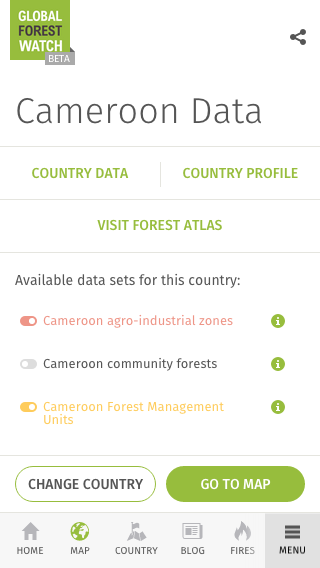 GLOBAL
FOREST
WATCH
BETA
Cameroon Data
COUNTRY DATA
COUNTRY PROFILE
VISIT FOREST ATLAS
Available data sets for this country:
Cameroon agro-industrial zones
Cameroon community forests
Cameroon Forest Management
Units
CHANGE COUNTRY
GO TO MAP
HOME
MAP
COUNTRY
BLOG
FIRES
MENU